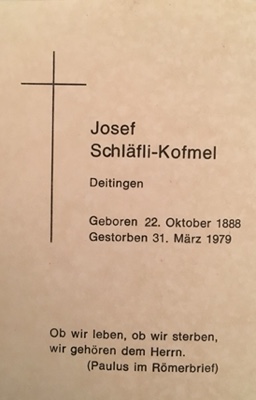 Josef
Schläfli-Kofmel
Deitingen
Geboren 22. Oktober 1888
Gestorben 31. März 1979
Ob wir leben, ob wir sterben,
wir gehören dem Herrn.
(Paulus im Römerbrief)